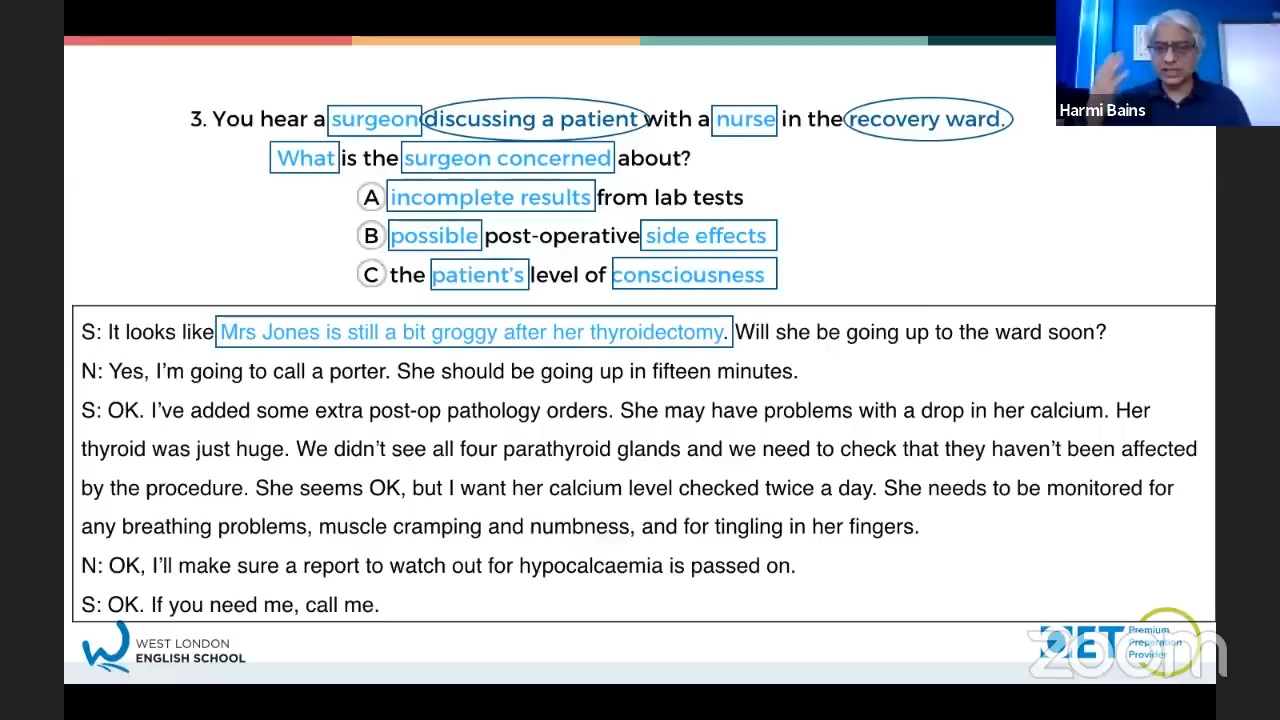 Harmi Bains
3. You hear a surgeon discussing a patient with a nurse in the recovery ward.
What is the surgeon concerned about?
A incomplete results from lab tests
B possible post-operative side effects
C the patient's level of consciousness
S: It looks like Mrs Jones is still a bit groggy after her thyroidectomy. Will she be going up to the ward soon?
N: Yes, I'm going to call a porter. She should be going up in fifteen minutes.
S: OK. I've added some extra post-op pathology orders. She may have problems with a drop in her calcium. Her
thyroid was just huge. We didn't see all four parathyroid glands and we need to check that they haven't been affected
by the procedure. She seems OK, but I want her calcium level checked twice a day. She needs to be monitored for
any breathing problems, muscle cramping and numbness, and for tingling in her fingers.
N: OK, I'll make sure a report to watch out for hypocalcaemia is passed on.
S: OK. If you need me, call me.
WEST LONDON
ENGLISH SCHOOL
Premium
Preparation
Provider
zoom